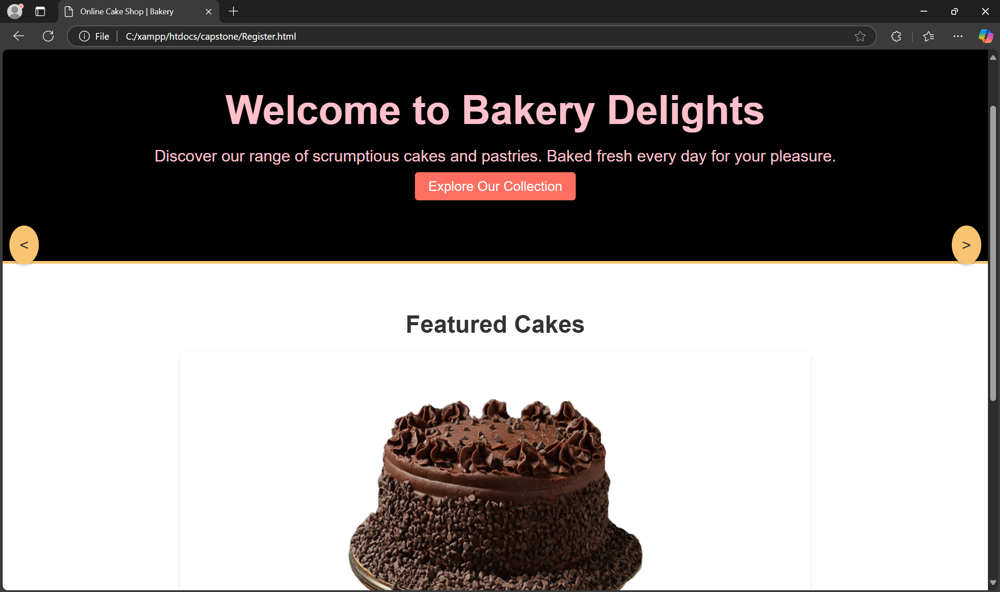 Online Cake Shop | Bakery
File
C:/xampp/htdocs/capstone/Register.html
Welcome to Bakery Delights
Discover our range of scrumptious cakes and pastries. Baked fresh every day for your pleasure.
Explore Our Collection
<
>
Featured Cakes